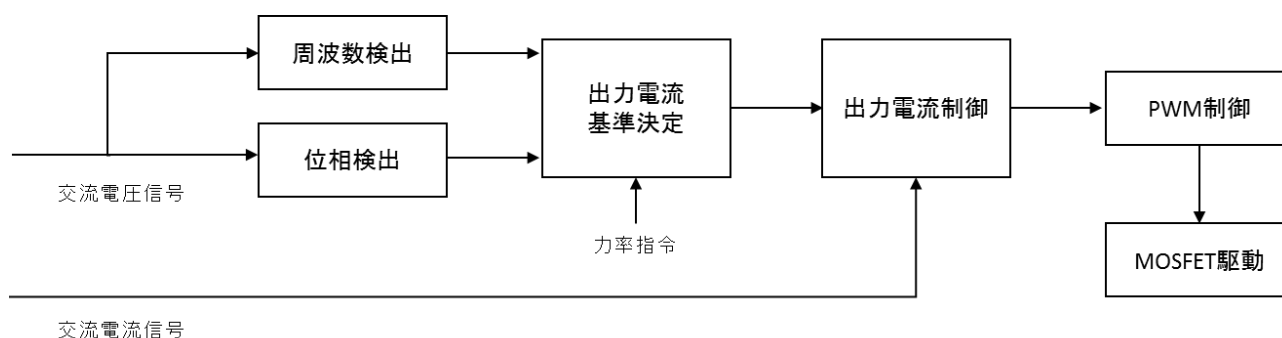 周波数検出
位相検出
交流電圧信号
出力電流
基準決定
力率指令
出力電流制御
PWM制御
MOSFET駆動
交流電流信号